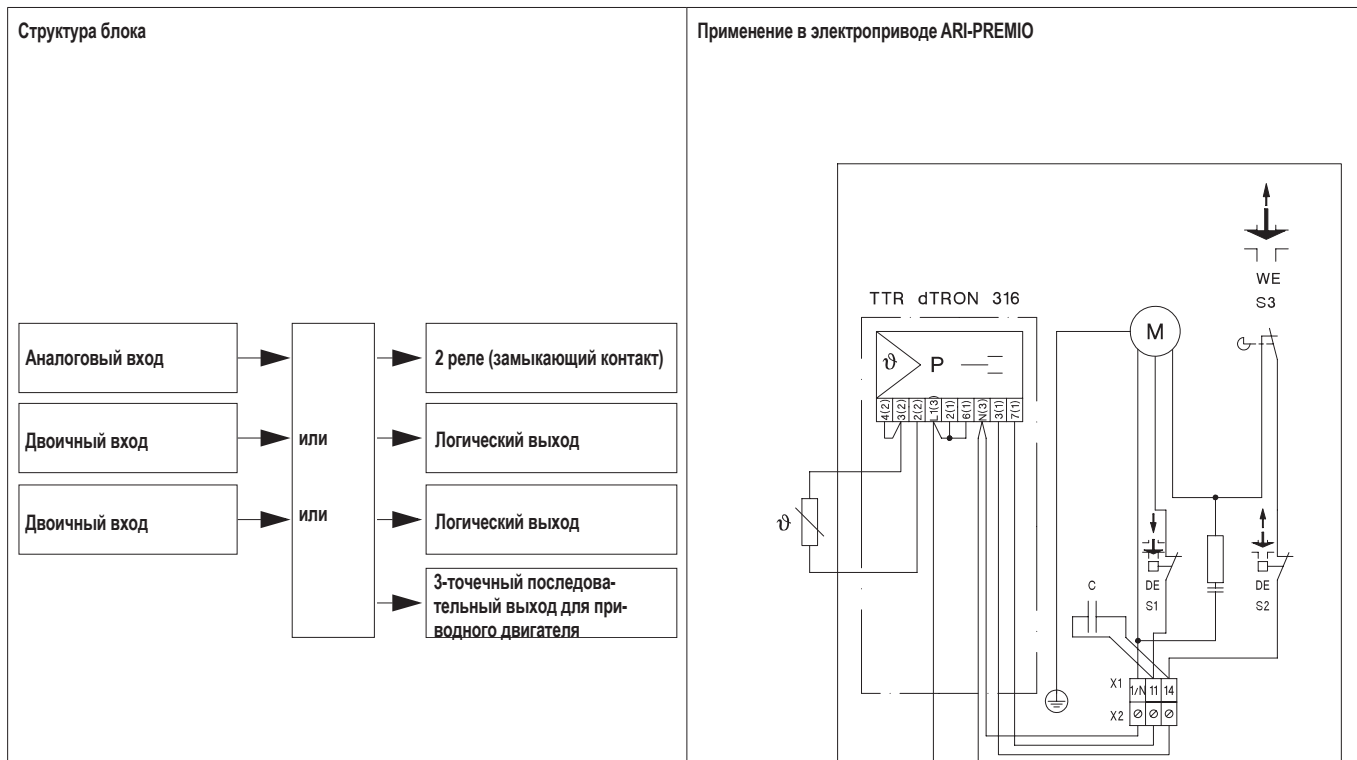 Структура блока
Аналоговый вход
Двоичный вход
Двоичный вход
или
или
2 реле (замыкающий контакт)
Логический выход
Логический выход
3-точечный последова-
тельный выход для при-
водного двигателя
Применение в электроприводе ARI-PREMIO
TTR dTRON 316
ϑ P
4(2) 3(2) 2(2) L1(3) 2(1) 6(1) N(3) 3(1) 7(1)
ϑ
M
WE
S3
DE
S1
DE
S2
C
X1 1/N 11 14
X2